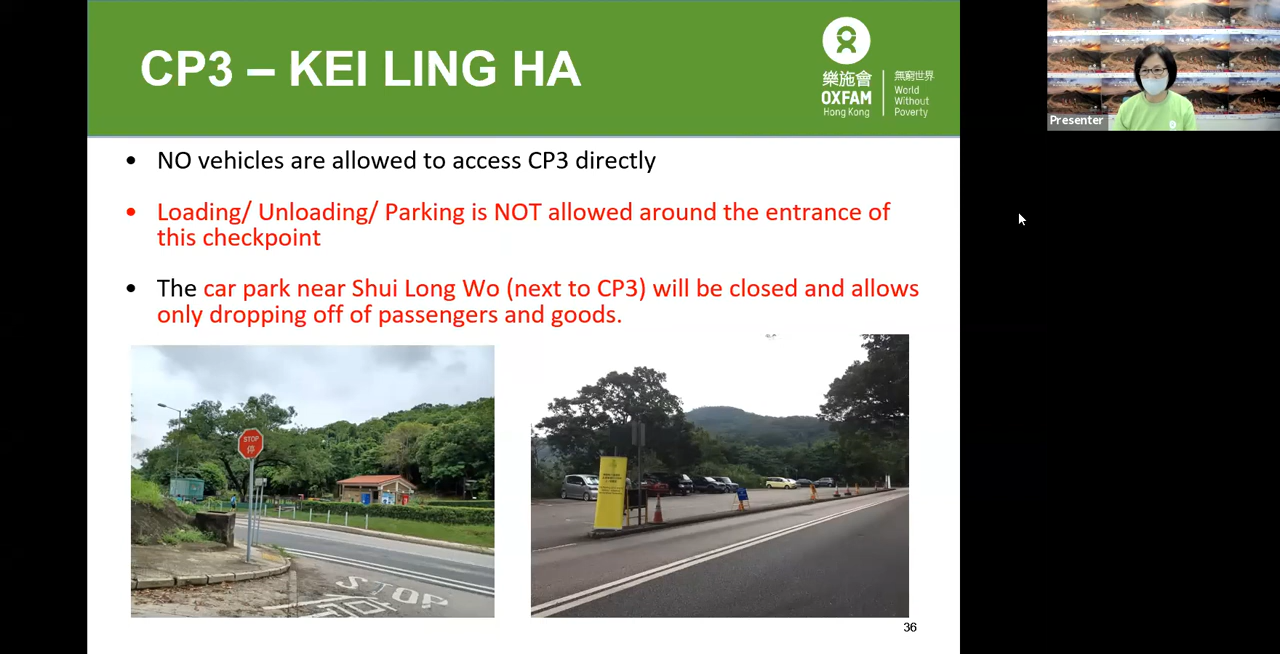 CP3 – KEI LING HA
樂施會
OXFAM
Hong Kong
無窮世界
World
Without
Poverty
Presenter
• NO vehicles are allowed to access CP3 directly
• Loading/ Unloading/ Parking is NOT allowed around the entrance of
this checkpoint
• The car park near Shui Long Wo (next to CP3) will be closed and allows
only dropping off of passengers and goods.
STOP
停
STOP
36